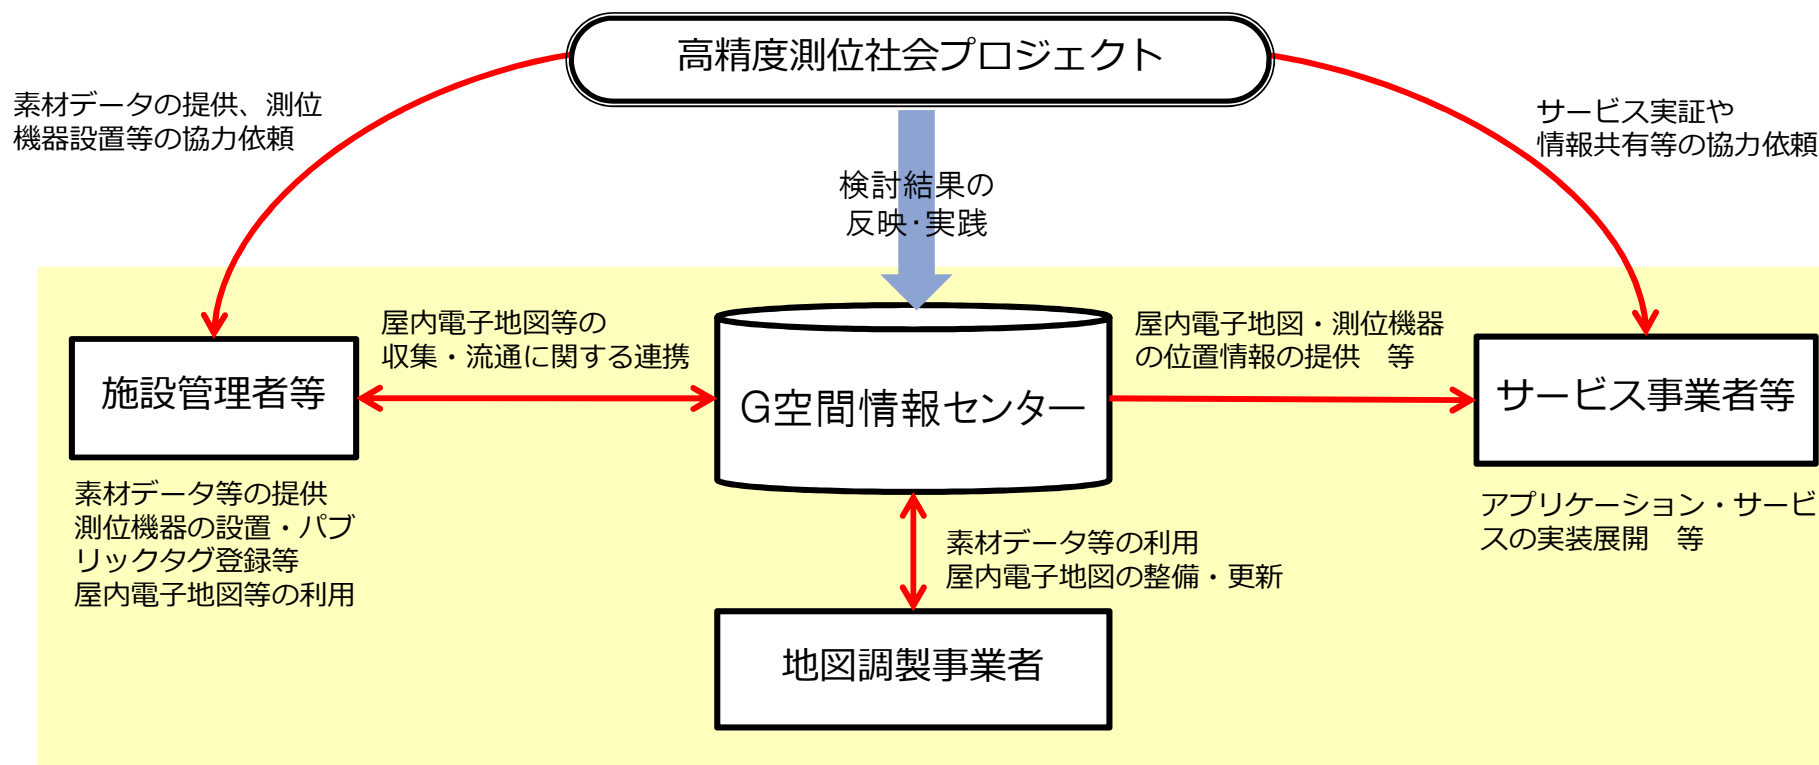 高精度測位社会プロジェクト
素材データの提供、測位
機器設置等の協力依頼
サービス実証や
情報共有等の協力依頼
検討結果の
反映･実践
屋内電子地図等の
収集・流通に関する連携
屋内電子地図・測位機器
の位置情報の提供　等
施設管理者等
G空間情報センター
サービス事業者等
素材データ等の提供
測位機器の設置・パブ
リックタグ登録等
屋内電子地図等の利用
アプリケーション・サービ
スの実装展開　等
素材データ等の利用
屋内電子地図の整備・更新
地図調製事業者